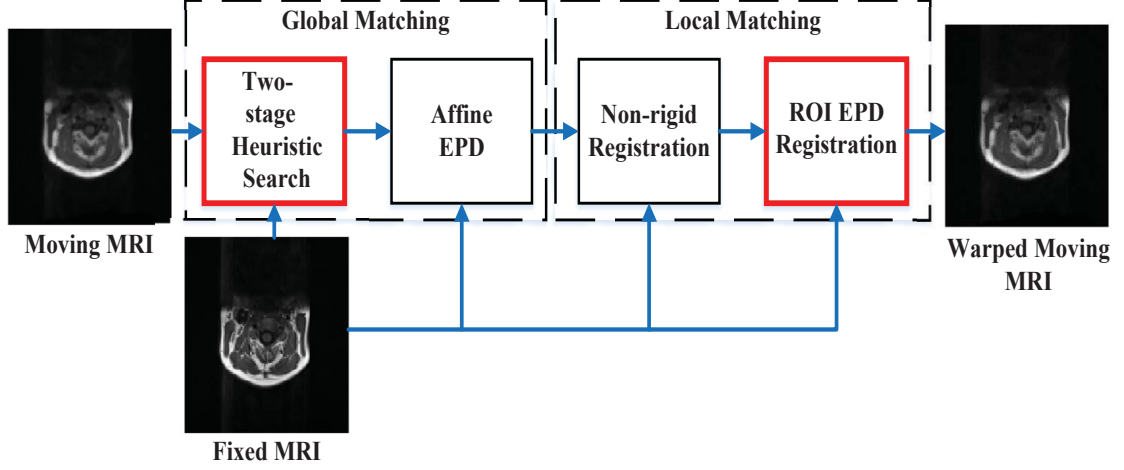 Global Matching
Local Matching
Two-
stage
Heuristic
Search
Affine
EPD
Non-rigid
Registration
ROI EPD
Registration
Moving MRI
Warped Moving
MRI
Fixed MRI